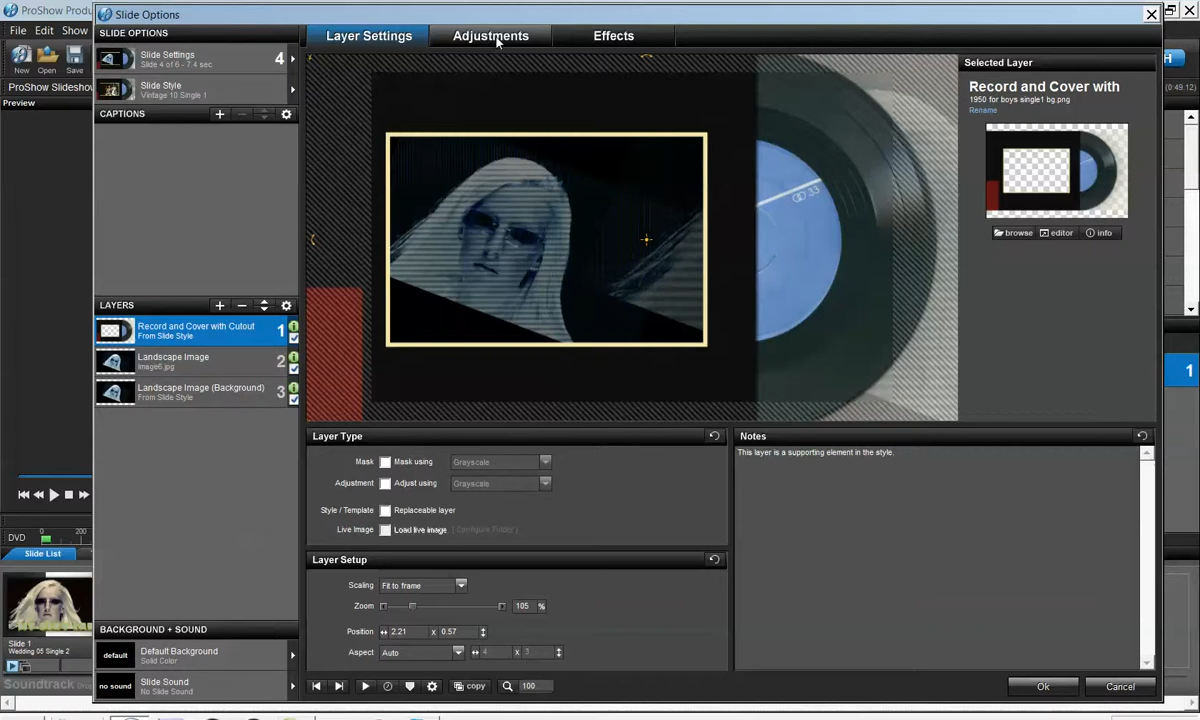 ProShow Produ
Slide Options
File Edit Show
New Open Save
ProShow Slidesho
Preview
SLIDE OPTIONS
Slide Settings
Slide 4 of 6 - 7.4 sec
4
Slide Style
Vintage 10 Single 1
CAPTIONS
LAYERS
Record and Cover with Cutout
From Slide Style
1
Landscape Image
Image6.jpg
2
Landscape Image (Background)
From Slide Style
3
BACKGROUND + SOUND
default
Default Background
Solid Color
no sound
Slide Sound
No Slide Sound
Layer Settings Adjustments Effects
33
Selected Layer
Record and Cover with
1950 for boys single1 bg.png
Rename
browse editor info
Layer Type
Mask Mask using Grayscale
Adjustment Adjust using Grayscale
Style / Template Replaceable layer
Live Image Load live image ( Configure Folder )
Layer Setup
Scaling Fit to frame
Zoom 105 %
Position 2.21 x 0.57
Aspect Auto 4 x 3
copy 100
Notes
This layer is a supporting element in the style.
Ok Cancel
H
(0:49.12)
1
DVD 0 200
Slide List
Slide 1
Wedding 05 Single 2
Soundtrack